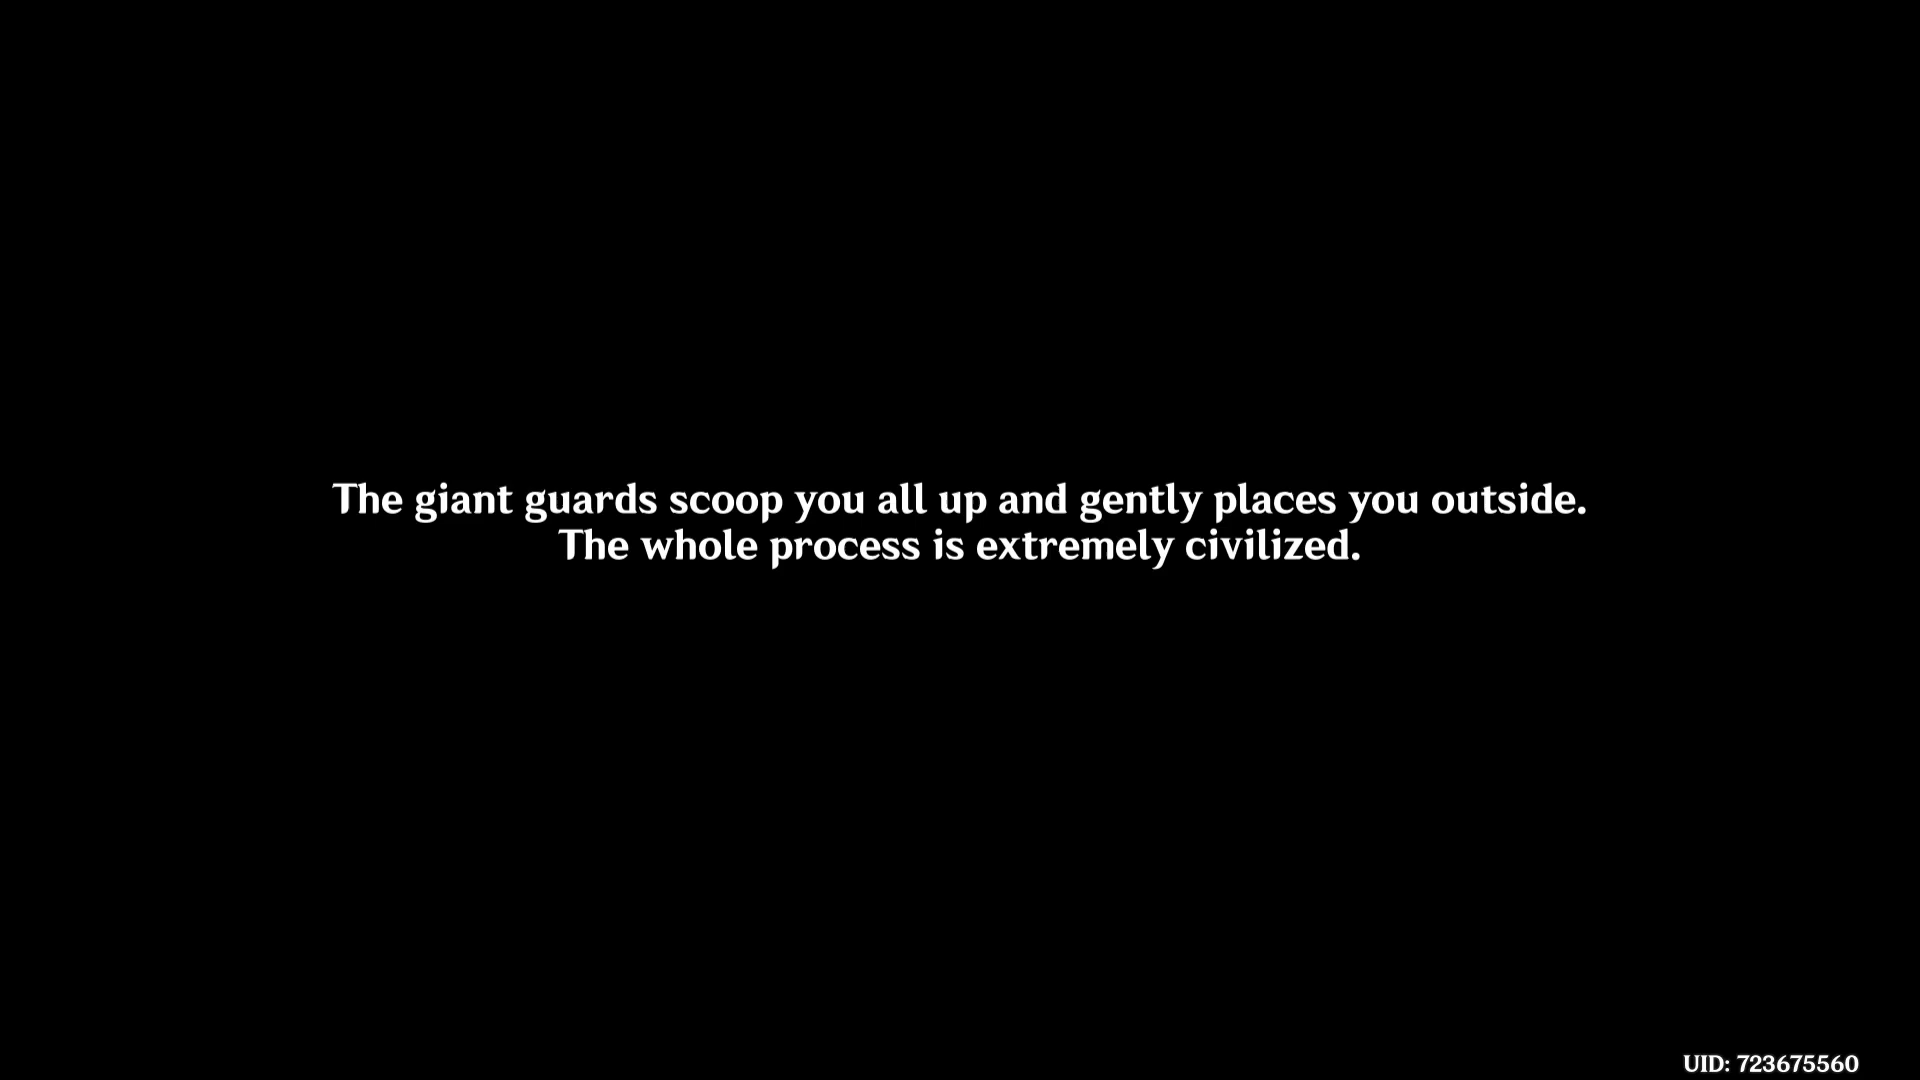 The giant guards scoop you all up and gently places you outside.
The whole process is extremely civilized.
UID: 723675560